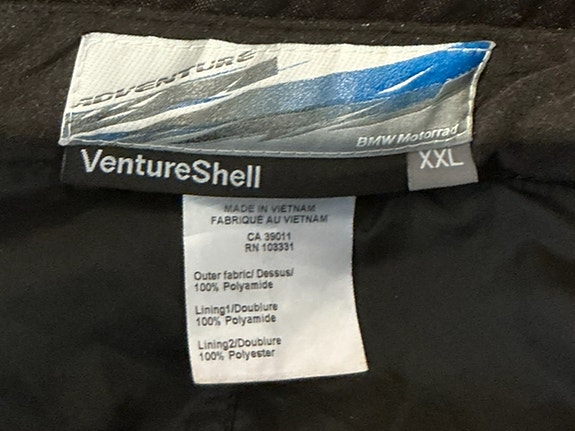 ADVENTURE
BMW Motorrad
VentureShell
XXL
MADE IN VIETNAM
FABRIQUÉ AU VIETNAM
CA 39011
RN 103331
Outer fabric/ Dessus/
100% Polyamide
Lining1/Doublure
100% Polyamide
Lining2/Doublure
100% Polyester